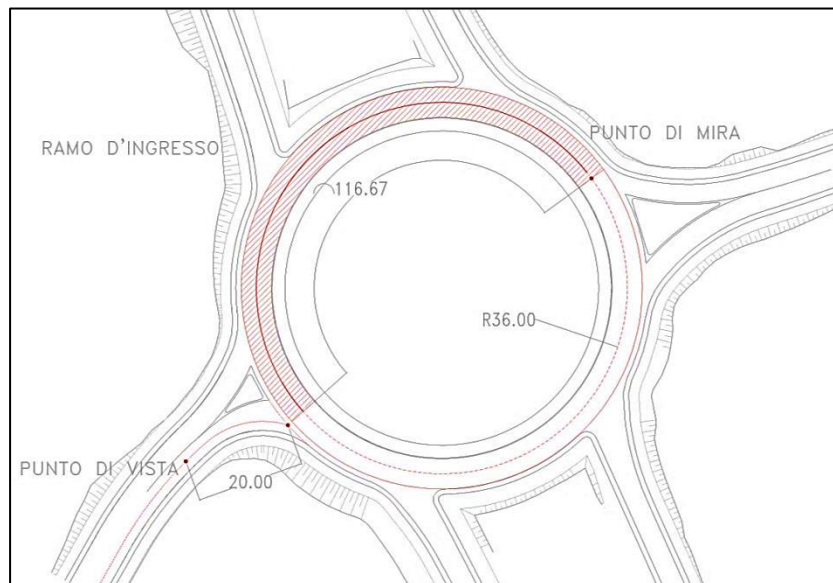 PUNTO DI MIRA
RAMO D'INGRESSO
116.67
R36.00
PUNTO DI VISTA
20.00